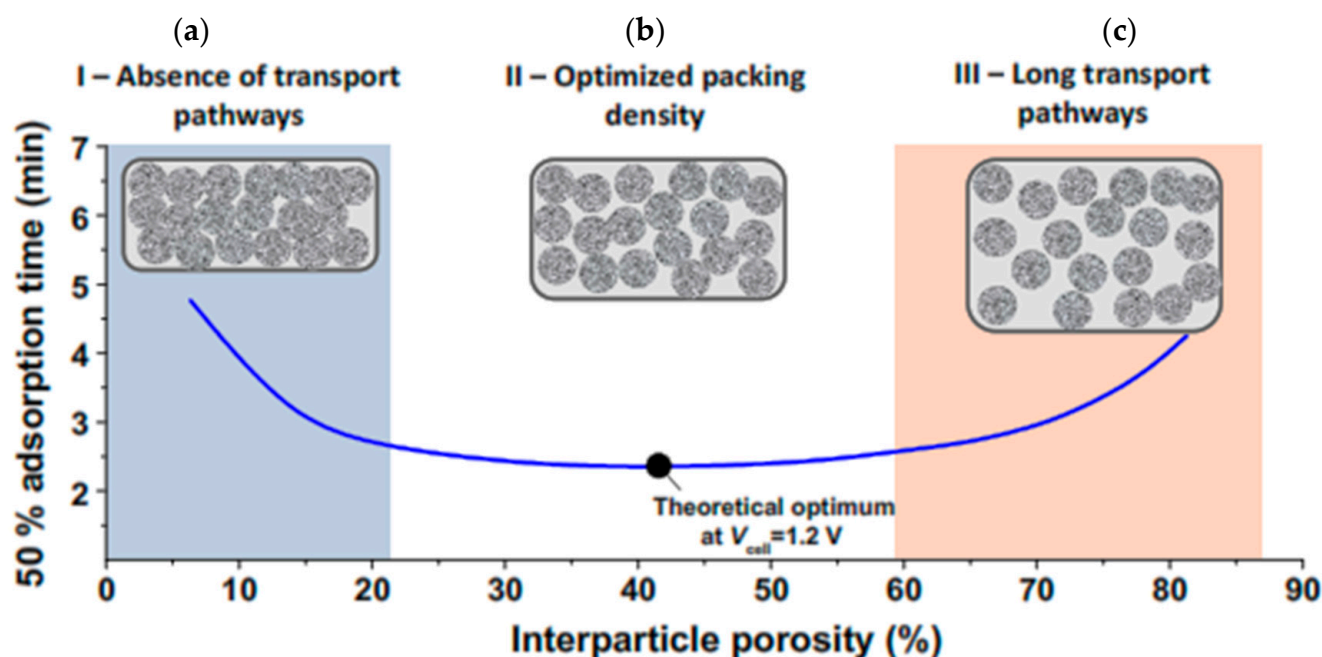 (a)
(b)
(c)
I – Absence of transport
pathways
II – Optimized packing
density
III – Long transport
pathways
50 % adsorption time (min)
7
6
5
4
3
2
Theoretical optimum
at Vcell=1.2 V
0
10
20
30
40
50
60
70
80
90
Interparticle porosity (%)